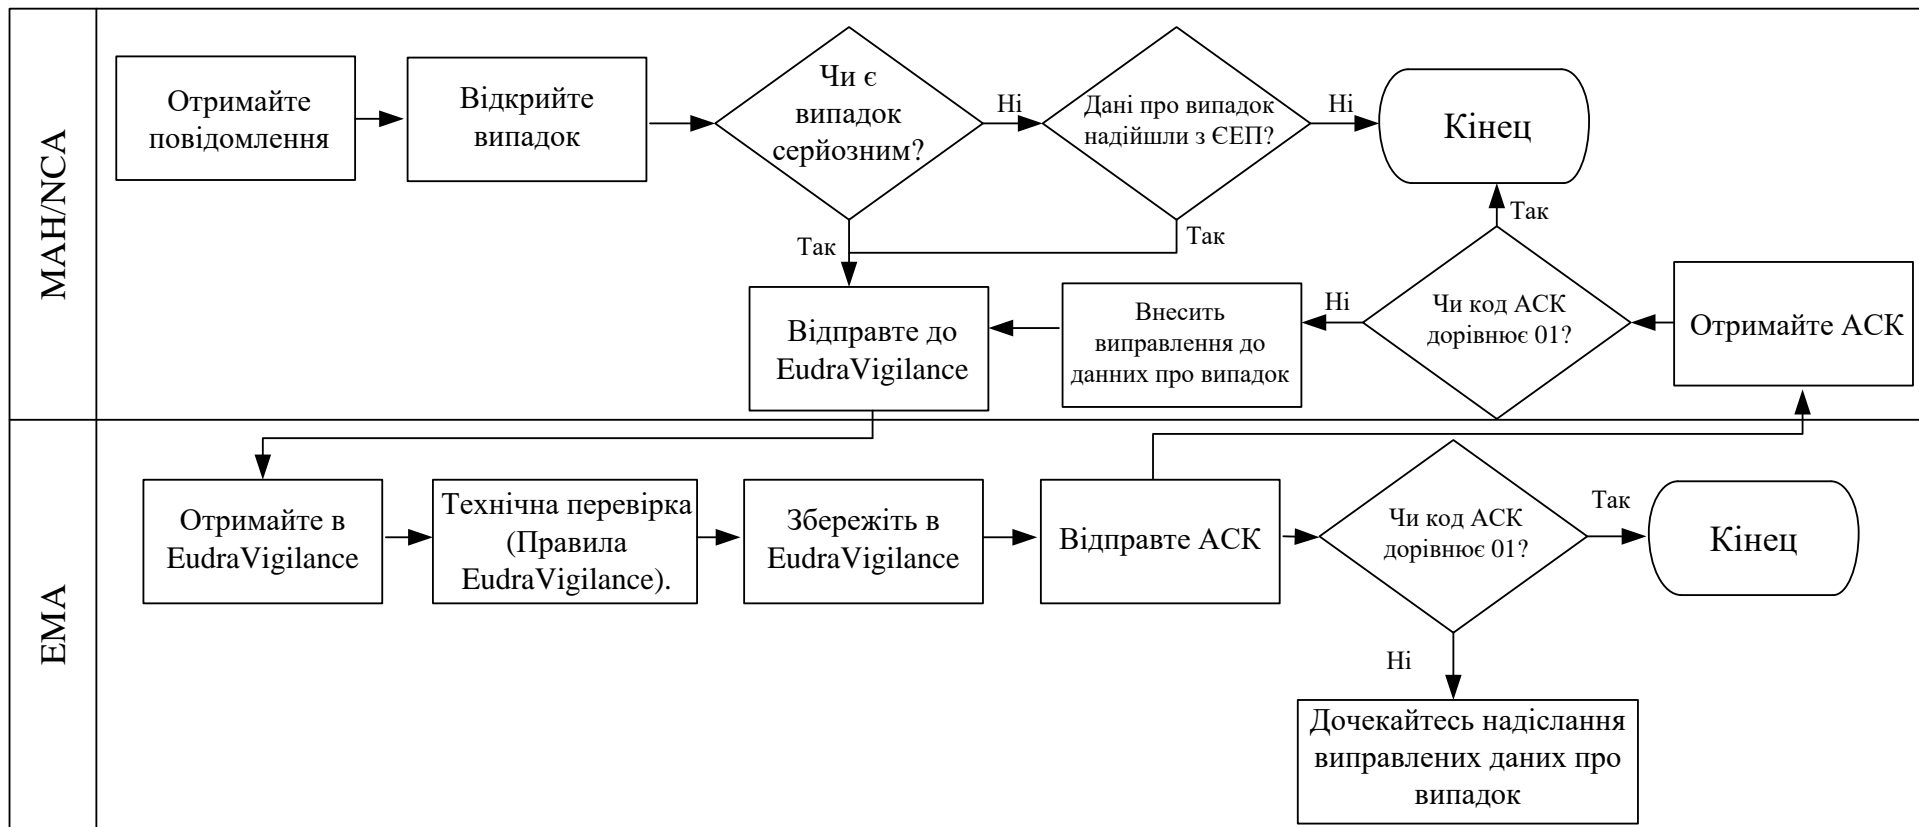 MAH/NCA
Отримайте
повідомлення
Відкрийте
випадок
Чи є
випадок
серйозним?
Ні
Дані про випадок
надійшли з ЄЕП?
Ні
Кінец
Так
Так
Так
Відправте до
EudraVigilance
Внесить
виправлення до
данних про випадок
Ні
Чи код АСК
дорівнює 01?
Отримайте АСК
EMA
Отримайте в
EudraVigilance
Технічна перевірка
(Правила
EudraVigilance).
Збережіть в
EudraVigilance
Відправте АСК
Чи код АСК
дорівнює 01?
Так
Кінец
Ні
Дочекайтесь надіслання
виправлених даних про
випадок